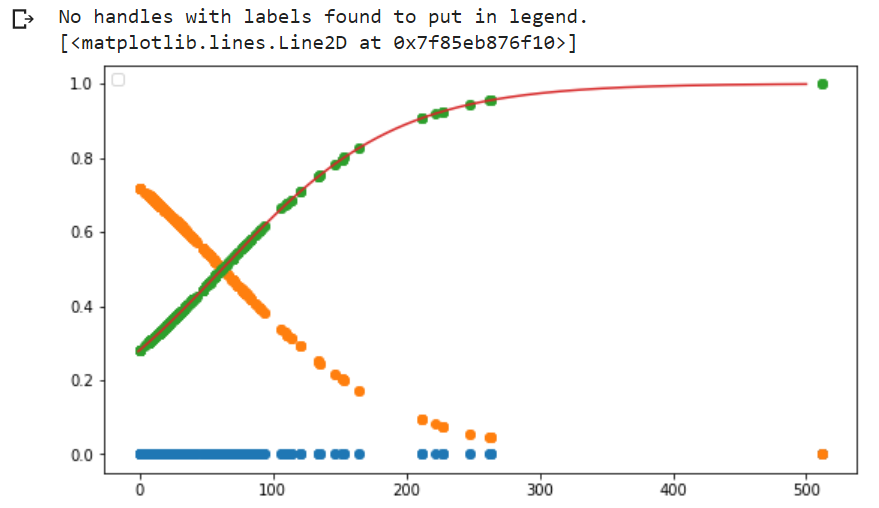 No handles with labels found to put in legend.
[<matplotlib.lines.Line2D at 0x7f85eb876f10>]
1.0
0.8
0.6
0.4
0.2
0.0
0 100 200 300 400 500